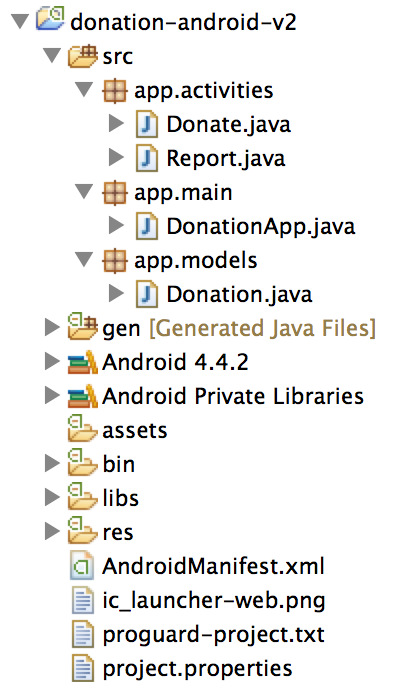 donation-android-v2
src
app.activities
Donate.java
Report.java
app.main
DonationApp.java
app.models
Donation.java
gen [Generated Java Files]
Android 4.4.2
Android Private Libraries
assets
bin
libs
res
AndroidManifest.xml
ic_launcher-web.png
proguard-project.txt
project.properties